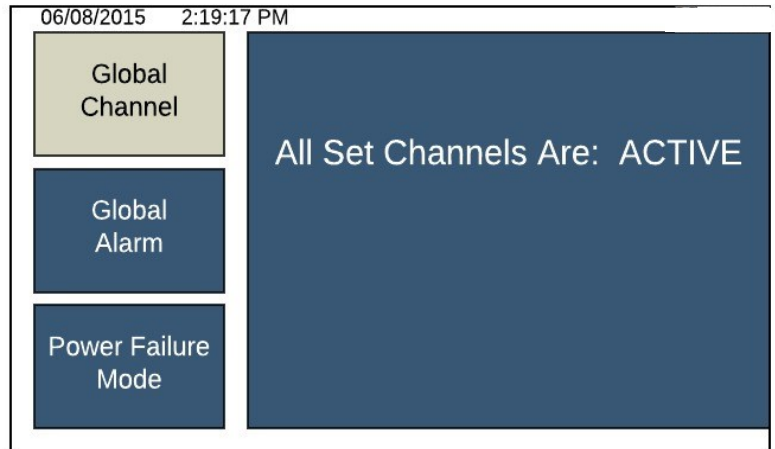 06/08/2015 2:19:17 PM
Global
Channel
All Set Channels Are: ACTIVE
Global
Alarm
Power Failure
Mode